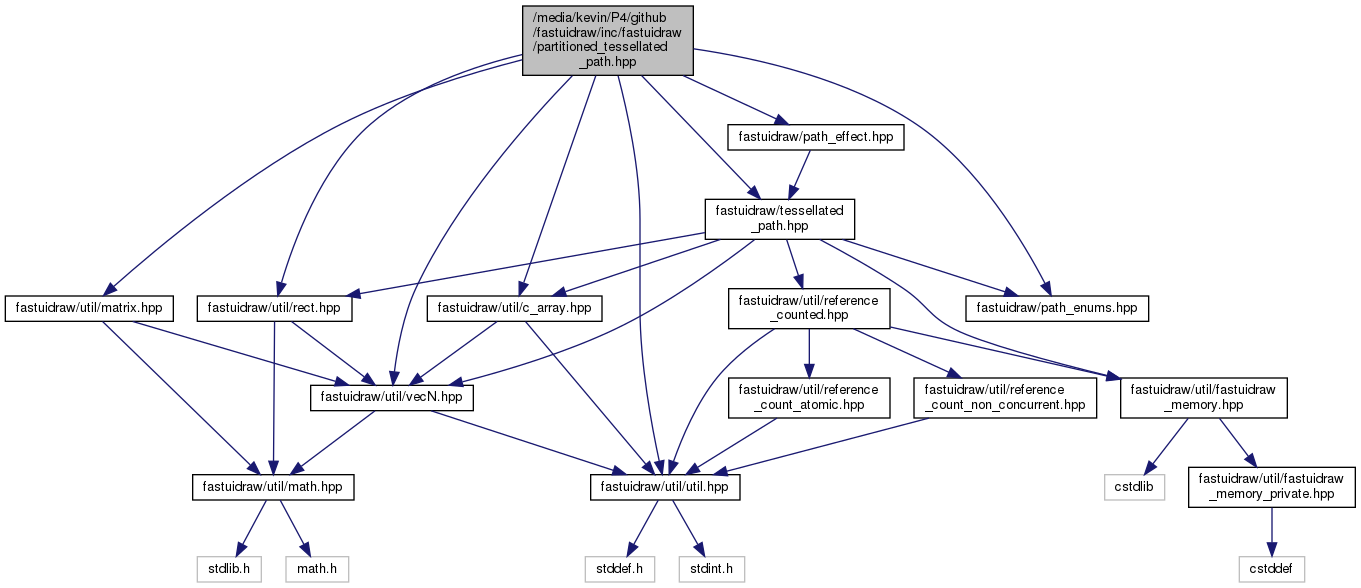 /media/kevin/P4/github
/fastuidraw/inc/fastuidraw
/partitioned_tessellated
_path.hpp
fastuidraw/path_effect.hpp
fastuidraw/tessellated
_path.hpp
fastuidraw/util/matrix.hpp
fastuidraw/util/rect.hpp
fastuidraw/util/c_array.hpp
fastuidraw/util/reference
_counted.hpp
fastuidraw/path_enums.hpp
fastuidraw/util/vecN.hpp
fastuidraw/util/reference
_count_atomic.hpp
fastuidraw/util/reference
_count_non_concurrent.hpp
fastuidraw/util/fastuidraw
_memory.hpp
fastuidraw/util/math.hpp
fastuidraw/util/util.hpp
cstdlib
fastuidraw/util/fastuidraw
_memory_private.hpp
stdlib.h
math.h
stddef.h
stdint.h
cstddef